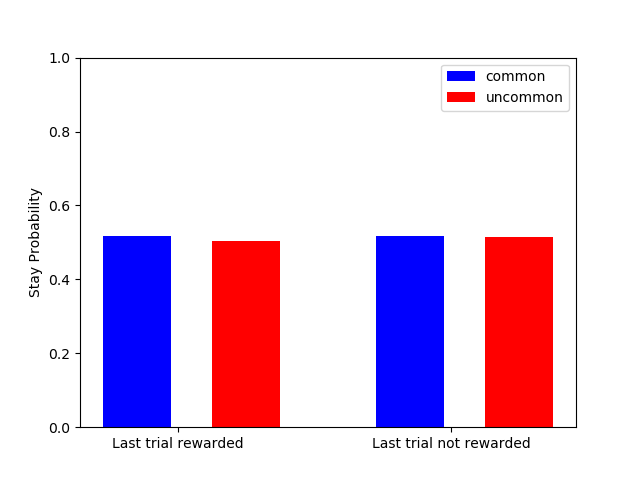 1.0
0.8
0.6
0.4
0.2
0.0
Stay Probability
common
uncommon
Last trial rewarded
Last trial not rewarded